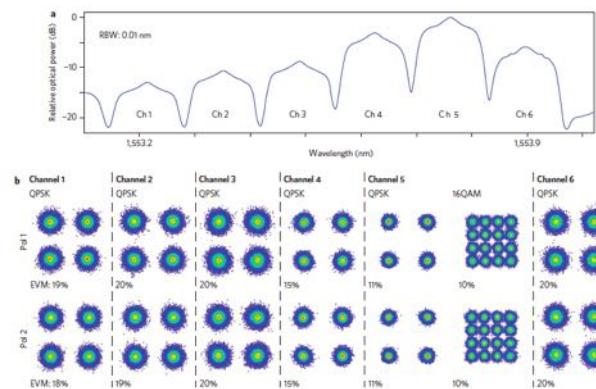 a
RBW: 0.01 nm
Relative optical power (dB)
0
−10
−20
Ch 1 Ch 2 Ch 3 Ch 4 Ch 5 Ch 6
1,553.2 1,553.9
Wavelength (nm)
b
Channel 1 Channel 2 Channel 3 Channel 4 Channel 5 Channel 6
QPSK QPSK QPSK QPSK QPSK 16QAM QPSK
Pol 1
EVM: 19% 20% 20% 15% 11% 10% 20%
Pol 2
EVM: 18% 19% 20% 15% 11% 10% 20%